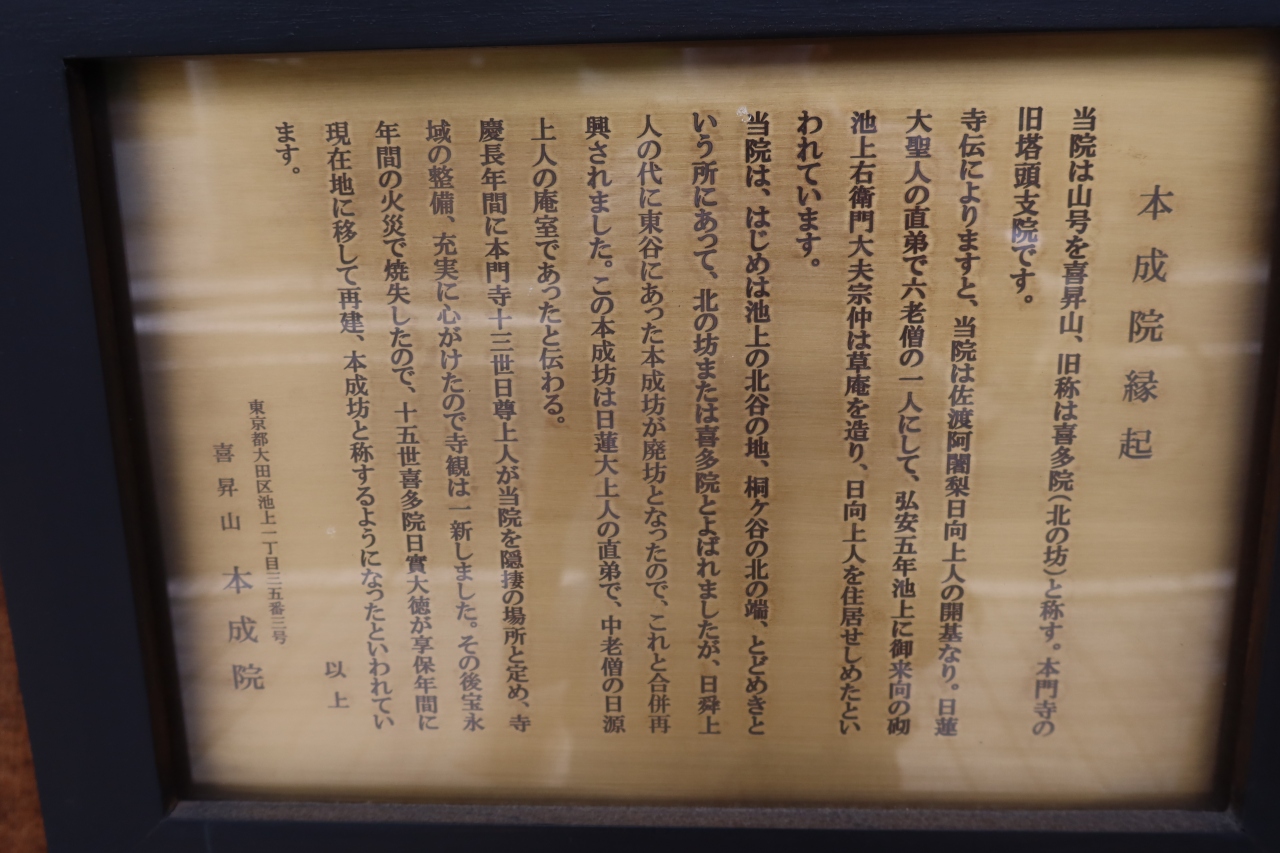 本成院縁起
当院は山号を喜昇山、旧称は喜多院(北の坊)と称す。本門寺の
旧塔頭支院です。
寺伝によりますと、当院は佐渡阿闍梨日向上人の開基なり。日蓮
大聖人の直弟で六老僧の一人にして、弘安五年池上に御来向の砌
池上右衛門大夫宗仲は草庵を造り、日向上人を住居せしめたとい
われています。
当院は、はじめは池上の北谷の地、桐ヶ谷の北の端、とどめきと
いう所にあって、北の坊または喜多院とよばれましたが、日舜上
人の代に東谷にあった本成坊が廃坊となったので、これと合併再
興されました。この本成坊は日蓮大上人の直弟で、中老僧の日源
上人の庵室であったと伝わる。
慶長年間に本門寺十三世日尊上人が当院を隠捿の場所と定め、寺
域の整備、充実に心がけたので寺観は一新しました。その後宝永
年間の火災で焼失したので、十五世喜多院日實大徳が享保年間に
現在地に移して再建、本成坊と称するようになったといわれてい
ます。
以上
東京都大田区池上一丁目三五番三号
喜昇山 本成院